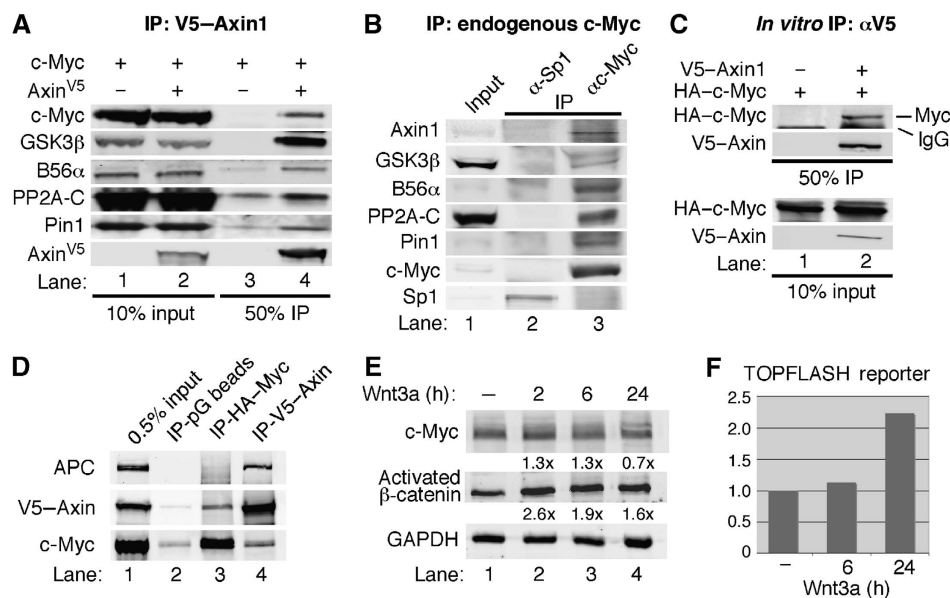 A
IP: V5–Axin1
c-Myc + + + +
Axin^V5 – + – +
c-Myc
GSK3β
B56α
PP2A-C
Pin1
Axin^V5
Lane: 1 2 3 4
10% input 50% IP
B
IP: endogenous c-Myc
Input α-Sp1 αc-Myc
IP
Axin1
GSK3β
B56α
PP2A-C
Pin1
c-Myc
Sp1
Lane: 1 2 3
C
In vitro IP: αV5
V5–Axin1 – +
HA–c-Myc + +
HA–c-Myc Myc
IgG
V5–Axin
50% IP
HA–c-Myc
V5–Axin
Lane: 1 2
10% input
D
0.5% input IP-pG beads IP-HA–Myc IP-V5–Axin
APC
V5–Axin
c-Myc
Lane: 1 2 3 4
E
Wnt3a (h): – 2 6 24
c-Myc
1.3x 1.3x 0.7x
Activated
β-catenin
2.6x 1.9x 1.6x
GAPDH
Lane: 1 2 3 4
F
TOPFLASH reporter
2.5
2.0
1.5
1.0
0.5
0
– 6 24
Wnt3a (h)